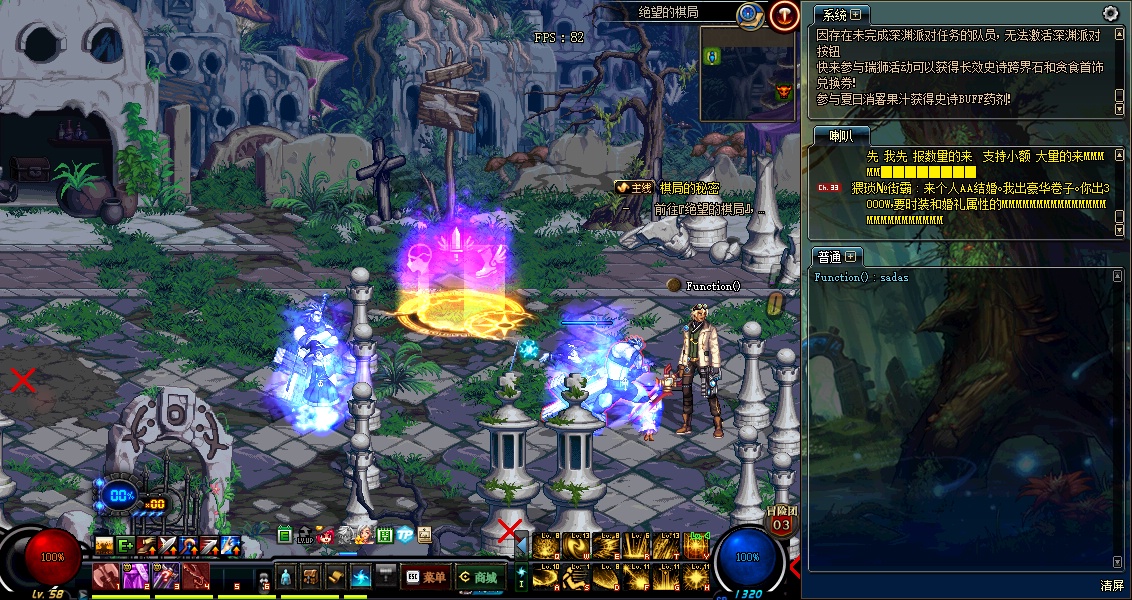 绝望的棋局
FPS : 82
主线
棋局的秘密
前往『绝望的棋局』, ...
Function()
冒险团
03
00%
×00
100%
Lv. 58
100%
1320
LV.UP
TP
ESC 菜单
商城
系统
因存在未完成深渊派对任务的队员, 无法激活深渊派对
按钮
快来参与瑞狮活动可以获得长效史诗跨界石和贪食首饰
兑换券!
参与夏日消暑果汁获得史诗BUFF药剂!
喇叭
先 我先 报数量的来 支持小额 大量的来MMM
MM
Ch. 33 猥琐№街霸 : 来个人AA结婚。我出豪华卷子。你出3
000W,要时装和婚礼属性的MMMMMMMMMMMMMMM
MMMMMMMMMMM
普通
Function() : sadas
清屏